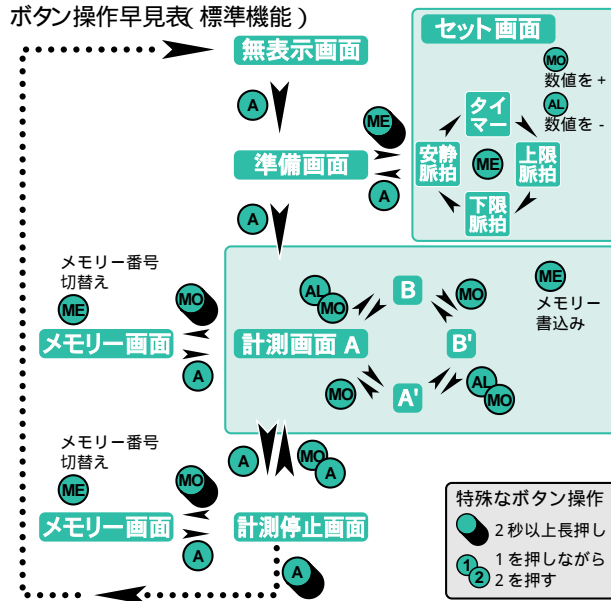 ボタン操作早見表(標準機能)
無表示画面
A
ME
準備画面
A
A
セット画面
MO
数値を +
AL
数値を -
タイ
マー
安静
脈拍
ME
上限
脈拍
下限
脈拍
メモリー番号
切替え
ME
MO
メモリー画面
A
AL
MO
B
MO
ME
メモリー
書込み
計測画面 A
B'
MO
A'
AL
MO
A
MO
A
メモリー番号
切替え
ME
MO
メモリー画面
A
計測停止画面
A
特殊なボタン操作
2 秒以上長押し
1
2
1 を押しながら
2 を押す